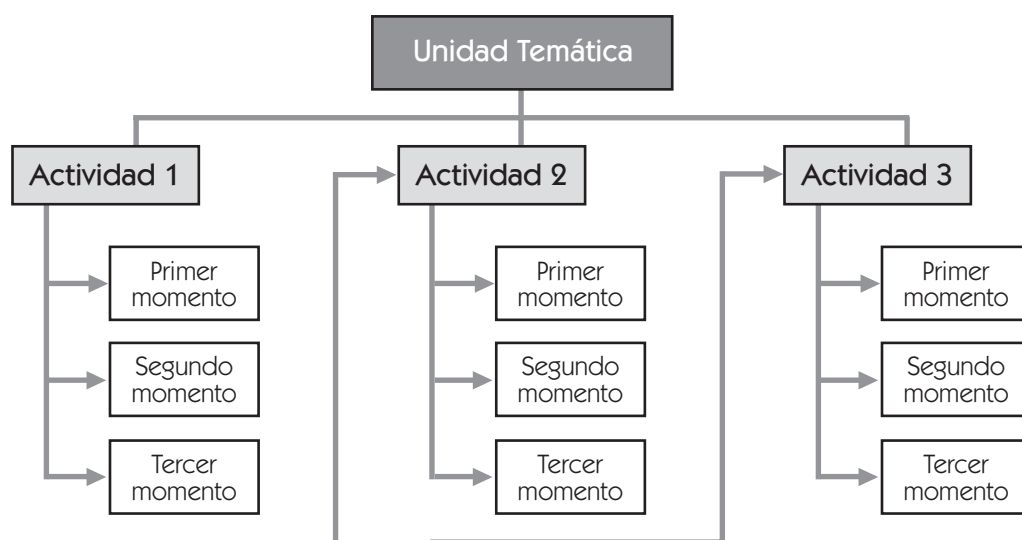 Unidad Temática
Actividad 1
Primer
momento
Segundo
momento
Tercer
momento
Actividad 2
Primer
momento
Segundo
momento
Tercer
momento
Actividad 3
Primer
momento
Segundo
momento
Tercer
momento